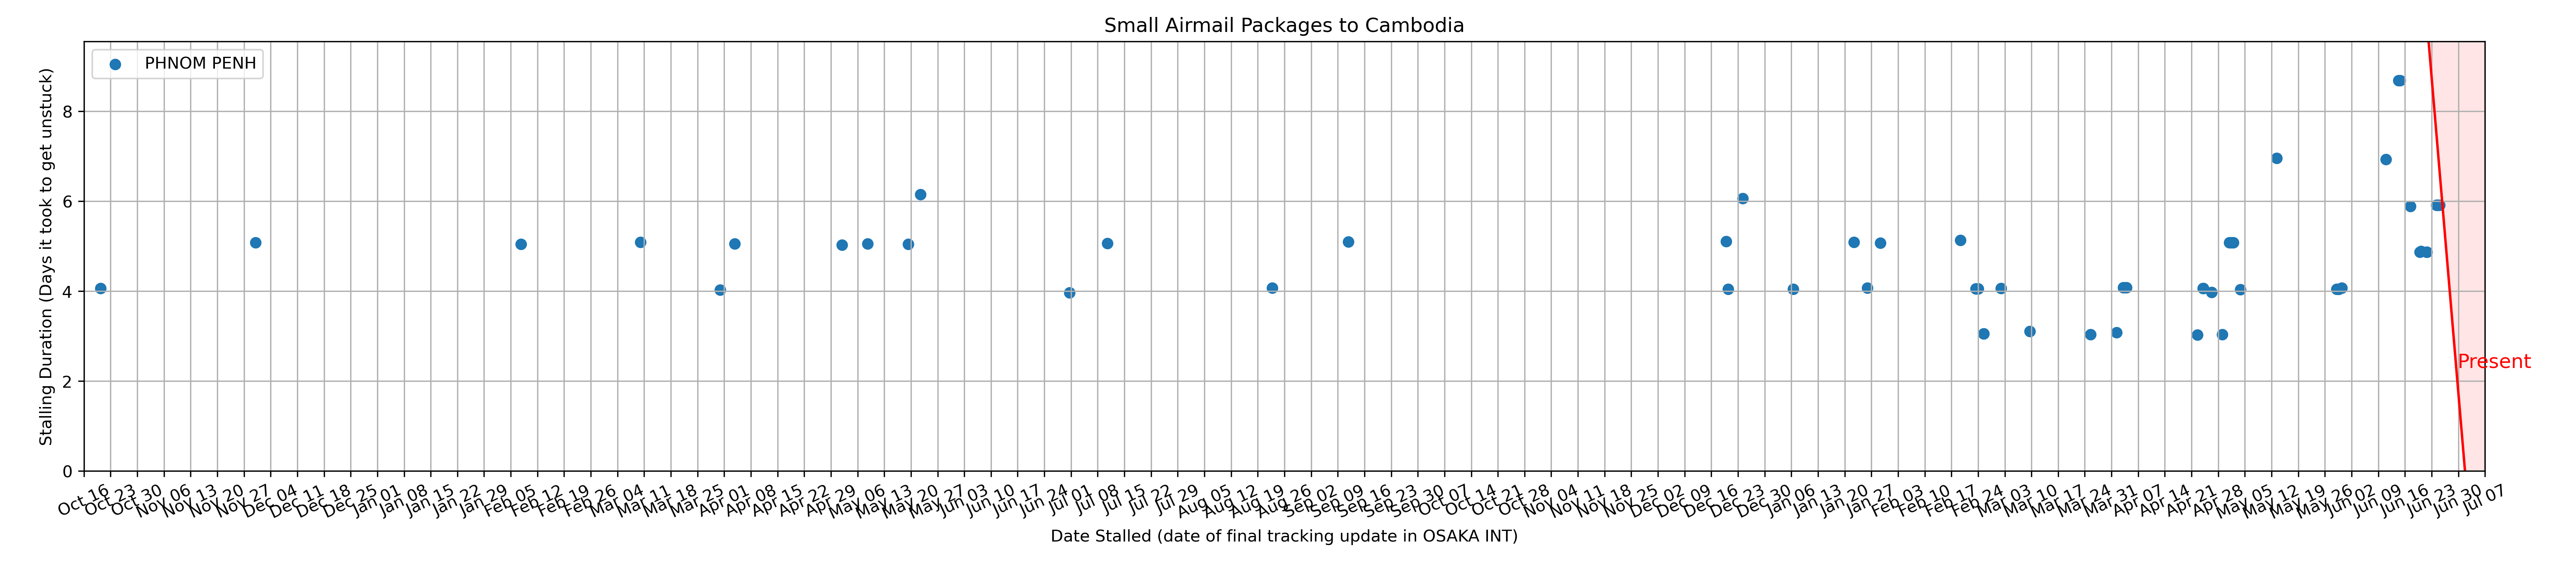 Small Airmail Packages to Cambodia
PHNOM PENH
Stalling Duration (Days it took to get unstuck)
8
6
4
2
0
Present
Oct 16 Oct 23 Oct 30 Nov 06 Nov 13 Nov 20 Nov 27 Dec 04 Dec 11 Dec 18 Dec 25 Jan 01 Jan 08 Jan 15 Jan 22 Jan 29 Feb 05 Feb 12 Feb 19 Feb 26 Mar 04 Mar 11 Mar 18 Mar 25 Apr 01 Apr 08 Apr 15 Apr 22 Apr 29 May 06 May 13 May 20 May 27 Jun 03 Jun 10 Jun 17 Jun 24 Jul 01 Jul 08 Jul 15 Jul 22 Jul 29 Aug 05 Aug 12 Aug 19 Aug 26 Sep 02 Sep 09 Sep 16 Sep 23 Sep 30 Oct 07 Oct 14 Oct 21 Oct 28 Nov 04 Nov 11 Nov 18 Nov 25 Dec 02 Dec 09 Dec 16 Dec 23 Dec 30 Jan 06 Jan 13 Jan 20 Jan 27 Feb 03 Feb 10 Feb 17 Feb 24 Mar 03 Mar 10 Mar 17 Mar 24 Mar 31 Apr 07 Apr 14 Apr 21 Apr 28 May 05 May 12 May 19 May 26 Jun 02 Jun 09 Jun 16 Jun 23 Jun 30 Jul 07
Date Stalled (date of final tracking update in OSAKA INT)